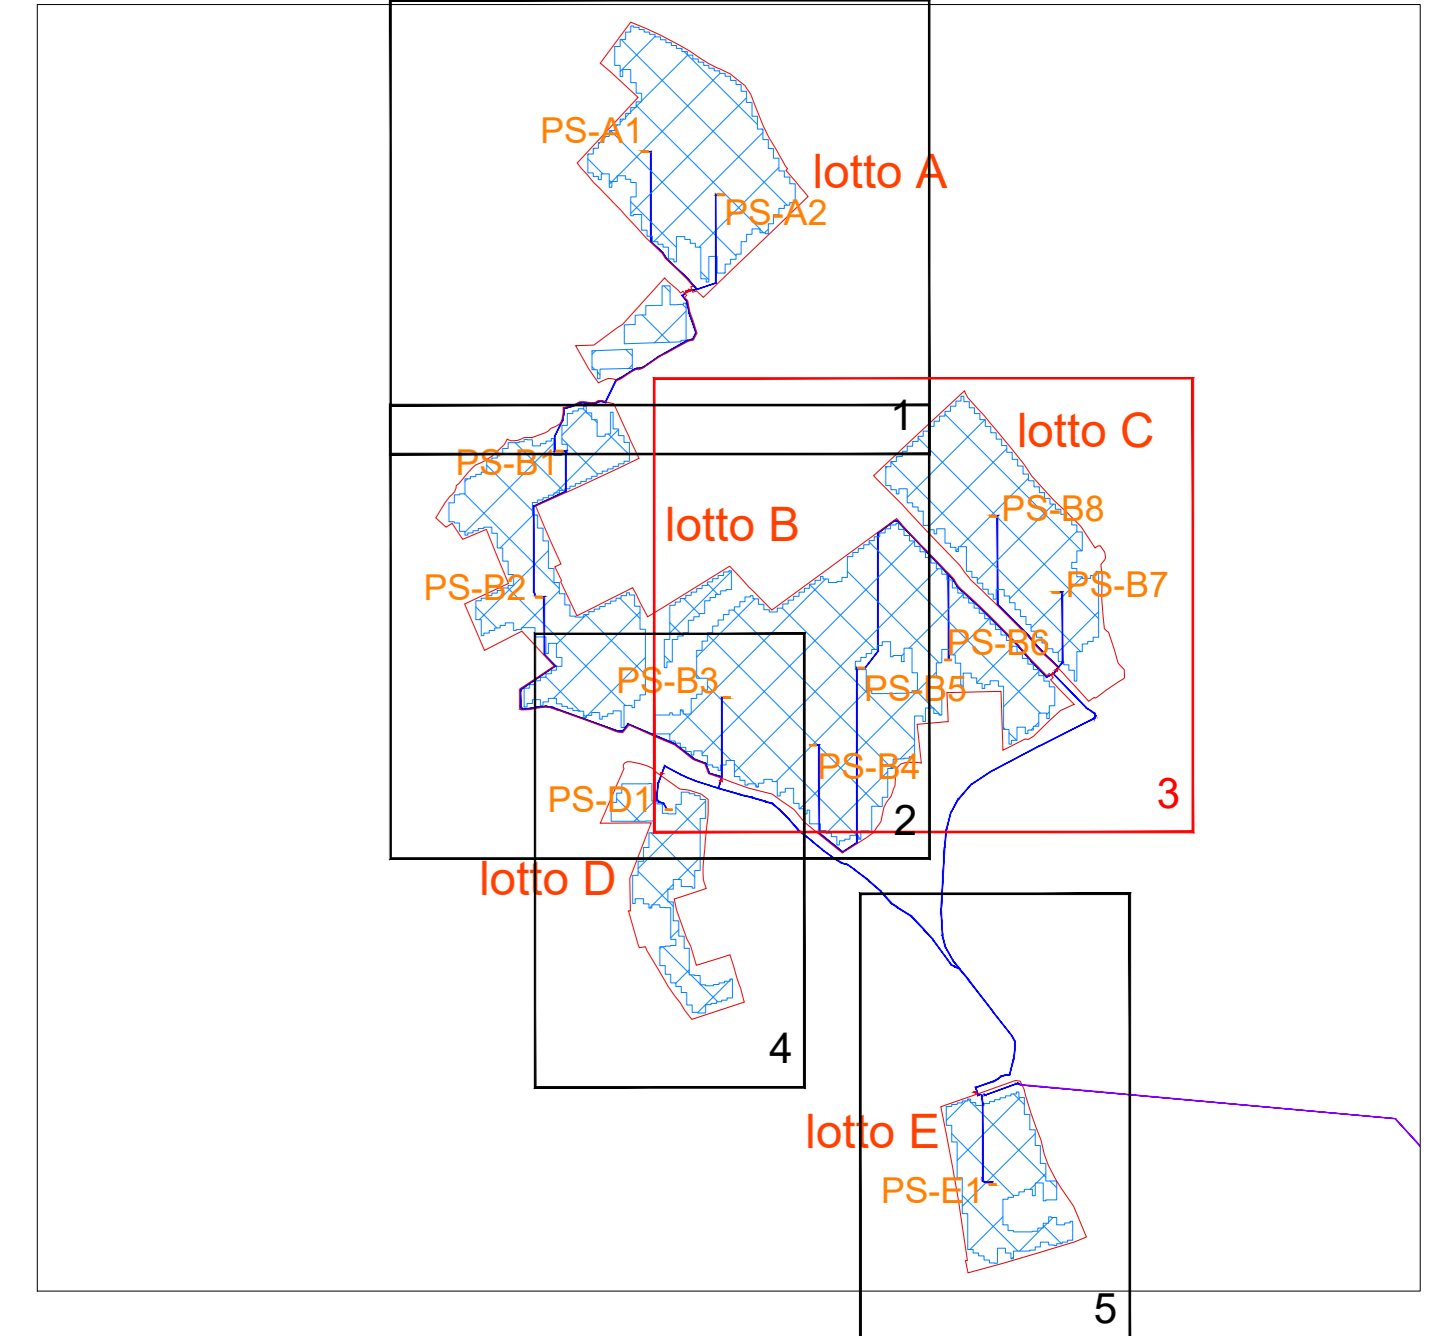 PS-A1
lotto A
PS-A2
1
lotto C
PS-B1
PS-B8
lotto B
PS-B2
PS-B7
PS-B6
PS-B3
PS-B5
PS-B4
3
PS-D1
2
lotto D
4
lotto E
PS-E1
5